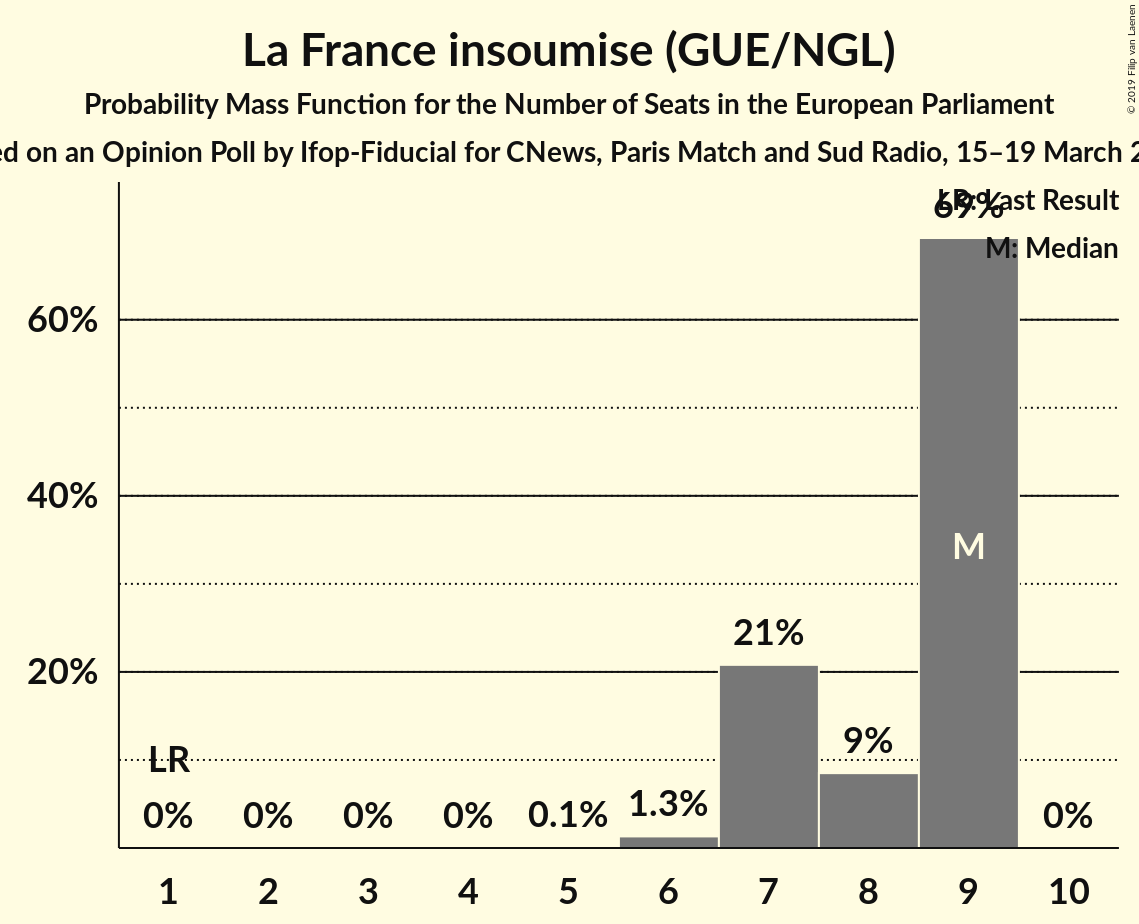 La France insoumise (GUE/NGL)
Probability Mass Function for the Number of Seats in the European Parliament
on an Opinion Poll by Ifop-Fiducial for CNews, Paris Match and Sud Radio, 15–19 March
© 2019 Filip van Laenen
LR: Last Result
M: Median
69%
60%
40%
M
21%
20%
9%
LR
0% 0% 0% 0% 0.1% 1.3% 0%
1 2 3 4 5 6 7 8 9 10